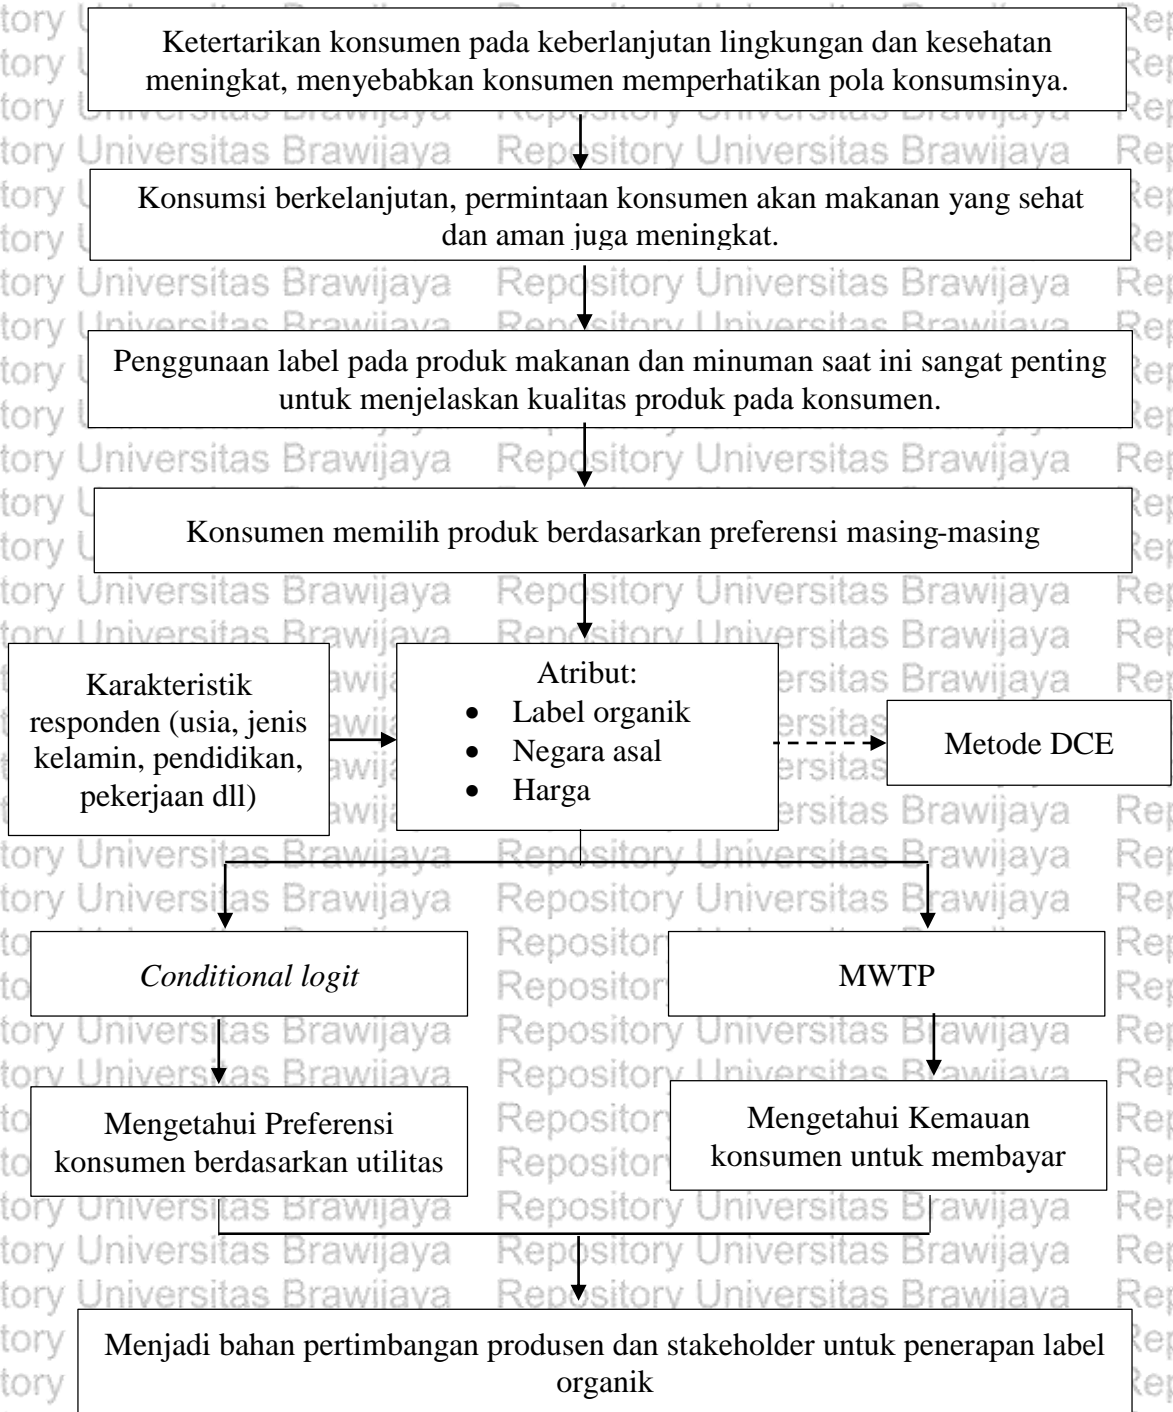 Ketertarikan konsumen pada keberlanjutan lingkungan dan kesehatan
meningkat, menyebabkan konsumen memperhatikan pola konsumsinya.
Konsumsi berkelanjutan, permintaan konsumen akan makanan yang sehat
dan aman juga meningkat.
Penggunaan label pada produk makanan dan minuman saat ini sangat penting
untuk menjelaskan kualitas produk pada konsumen.
Konsumen memilih produk berdasarkan preferensi masing-masing
Karakteristik
responden (usia, jenis
kelamin, pendidikan,
pekerjaan dll)
Atribut:
• Label organik
• Negara asal
• Harga
Metode DCE
Conditional logit
MWTP
Mengetahui Preferensi
konsumen berdasarkan utilitas
Mengetahui Kemauan
konsumen untuk membayar
Menjadi bahan pertimbangan produsen dan stakeholder untuk penerapan label
organik
Repository Universitas Brawijaya